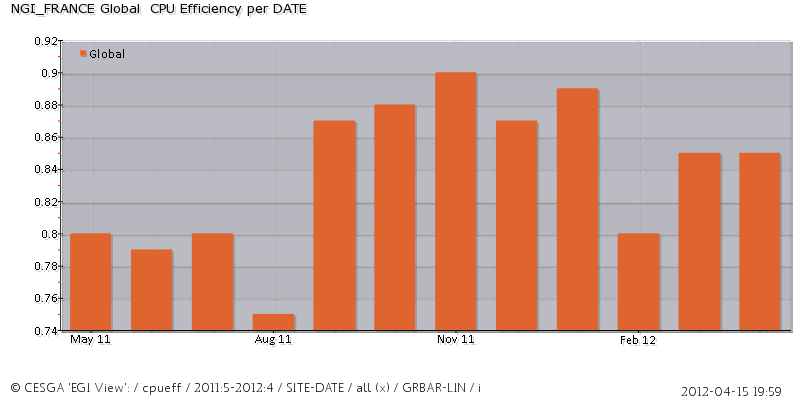 NGI_FRANCE Global  CPU Efficiency per DATE
0.92
Global
0.9
0.88
0.86
0.84
0.82
0.8
0.78
0.76
0.74
May 11
Aug 11
Nov 11
Feb 12
© CESGA 'EGI View': / cpueff / 2011:5-2012:4 / SITE-DATE / all (x) / GRBAR-LIN / i
2012-04-15 19:59